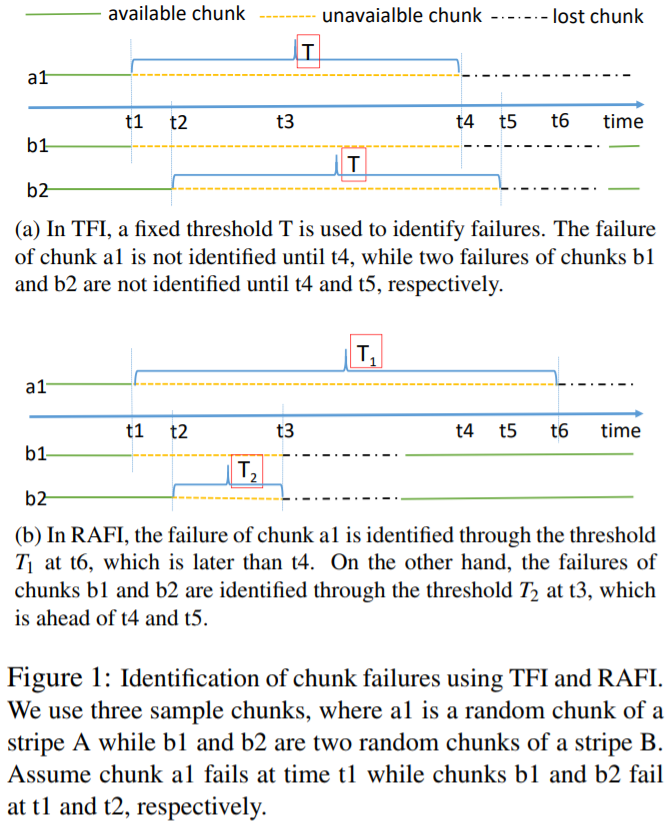 available chunk unavaialble chunk lost chunk
T
a1
t1 t2 t3 t4 t5 t6 time
b1
T
b2
(a) In TFI, a fixed threshold T is used to identify failures. The failure
of chunk a1 is not identified until t4, while two failures of chunks b1
and b2 are not identified until t4 and t5, respectively.
T1
a1
t1 t2 t3 t4 t5 t6 time
b1
T2
b2
(b) In RAFI, the failure of chunk a1 is identified through the threshold
T1 at t6, which is later than t4. On the other hand, the failures of
chunks b1 and b2 are identified through the threshold T2 at t3, which
is ahead of t4 and t5.
Figure 1: Identification of chunk failures using TFI and RAFI.
We use three sample chunks, where a1 is a random chunk of a
stripe A while b1 and b2 are two random chunks of a stripe B.
Assume chunk a1 fails at time t1 while chunks b1 and b2 fail
at t1 and t2, respectively.